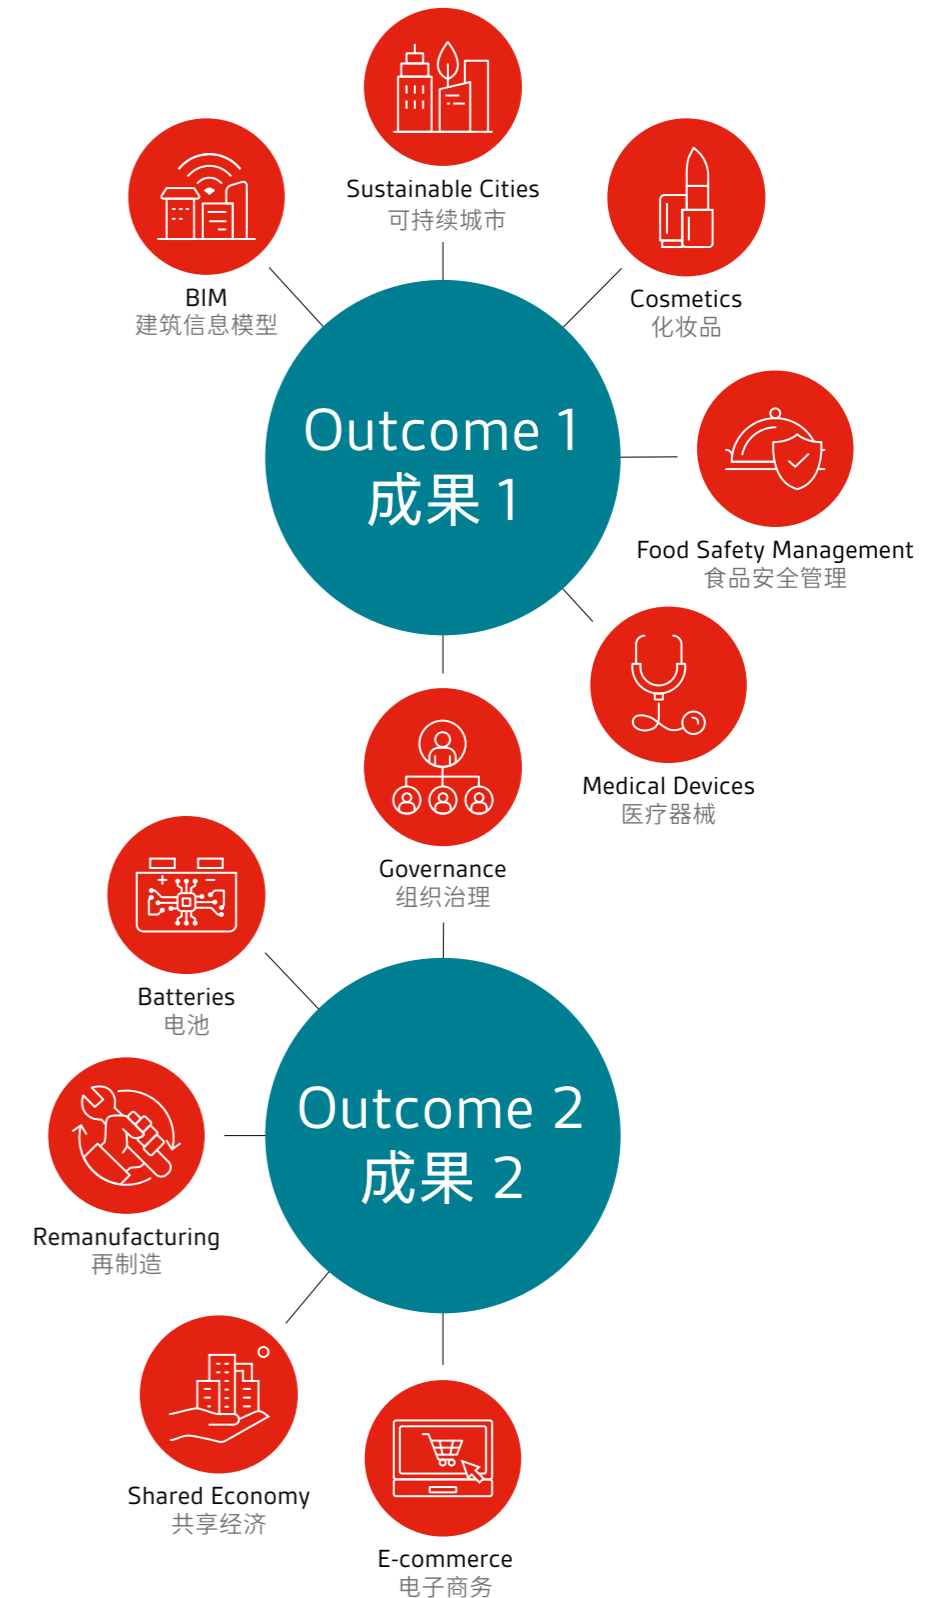 Sustainable Cities
可持续城市
BIM
建筑信息模型
Cosmetics
化妆品
Outcome 1
成果 1
Food Safety Management
食品安全管理
Medical Devices
医疗器械
Governance
组织治理
Batteries
电池
Outcome 2
成果 2
Remanufacturing
再制造
Shared Economy
共享经济
E-commerce
电子商务